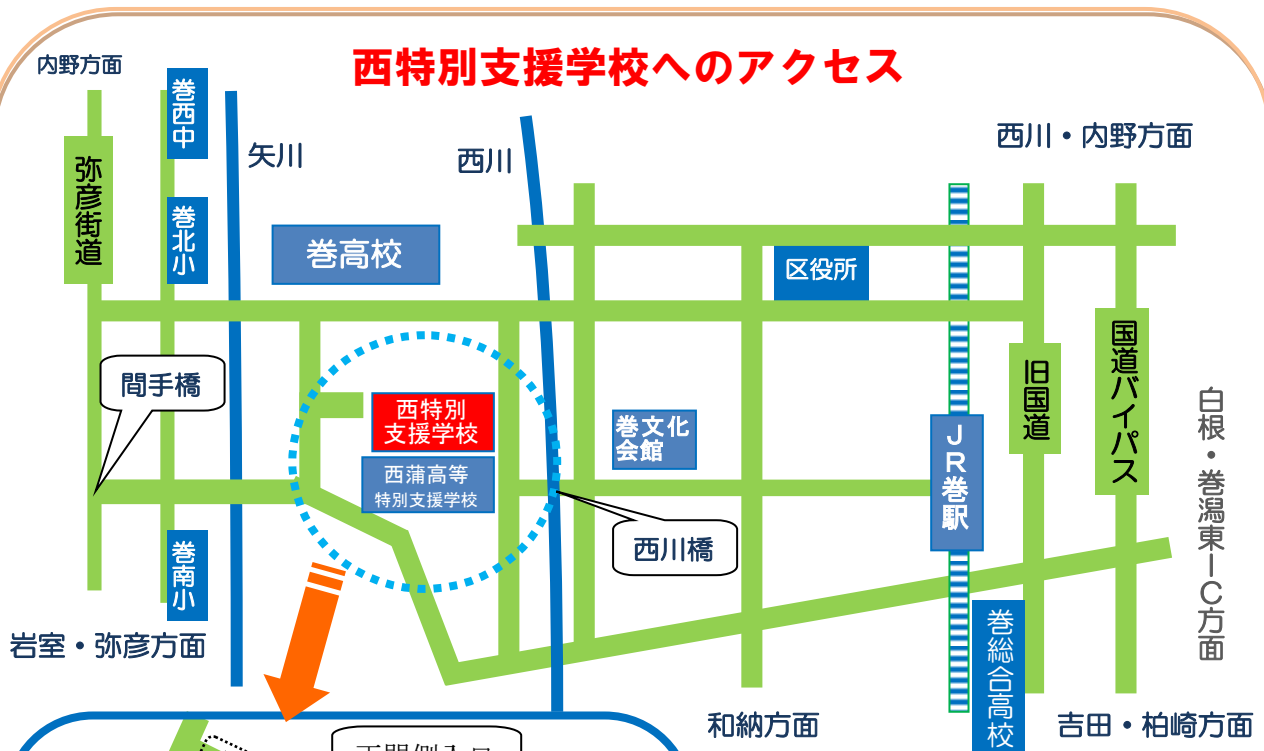 西特別支援学校へのアクセス
内野方面
巻西中
矢川
西川
西川・内野方面
弥彦街道
巻北小
巻高校
区役所
国道バイパス
旧国道
間手橋
西特別
支援学校
巻文化
会館
JR巻駅
白根・巻潟東IC方面
西蒲高等
特別支援学校
西川橋
巻南小
岩室・弥彦方面
巻総合高校
和納方面
吉田・柏崎方面